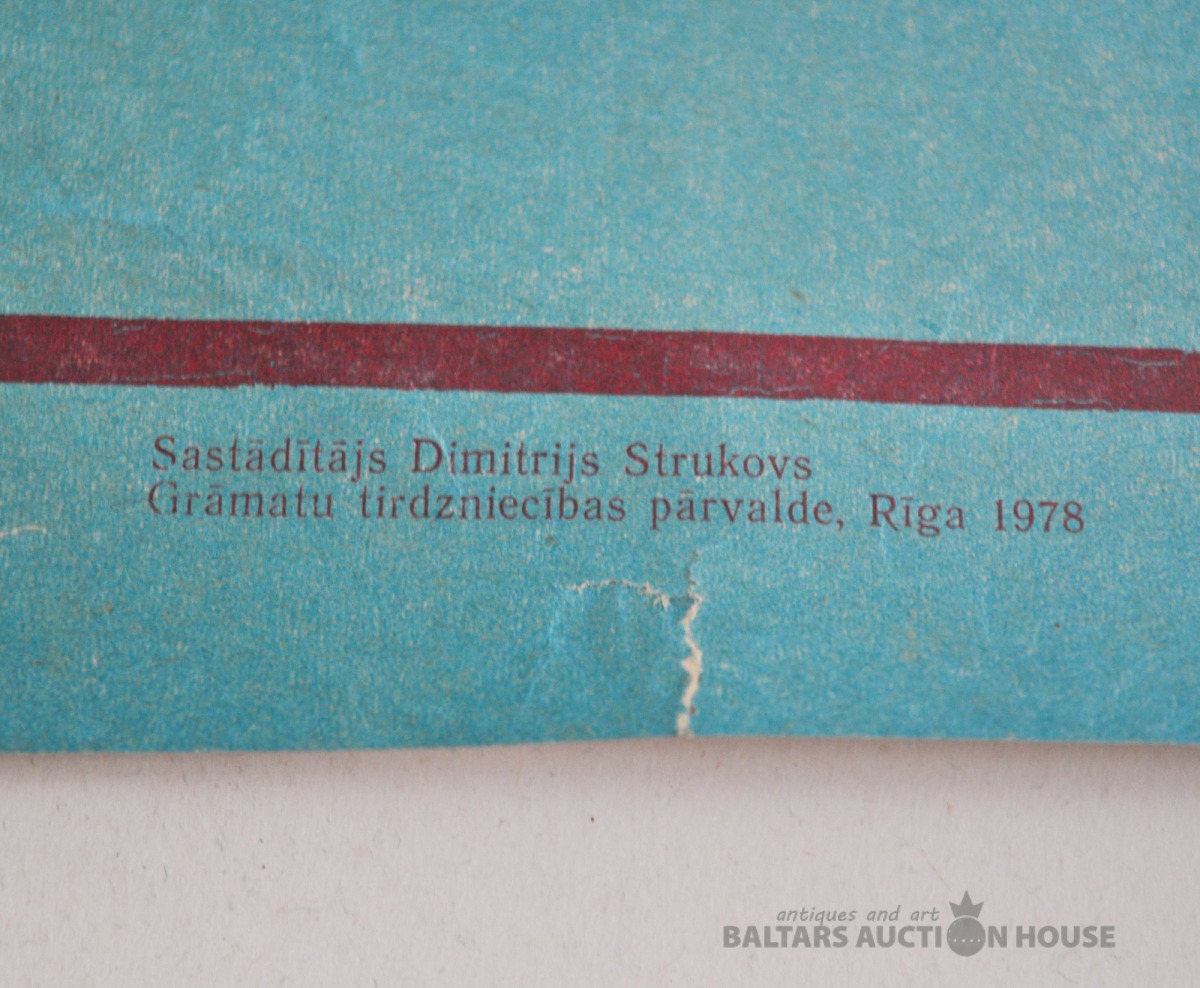 Sastādītājs Dimitrijs Strukovs
Grāmatu tirdzniecības pārvalde, Rīga 1978
antiques and art
BALTARS AUCTION HOUSE